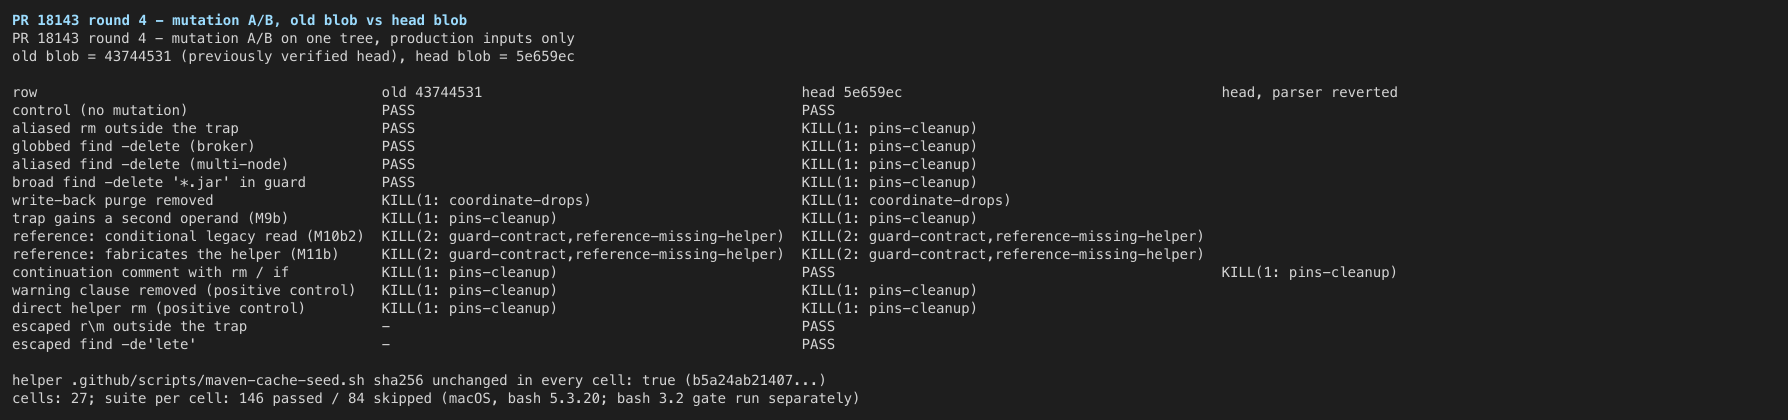 PR 18143 round 4 - mutation A/B, old blob vs head blob
PR 18143 round 4 - mutation A/B on one tree, production inputs only
old blob = 43744531 (previously verified head), head blob = 5e659ec
row old 43744531 head 5e659ec head, parser reverted
control (no mutation) PASS PASS
aliased rm outside the trap PASS KILL(1: pins-cleanup)
globbed find -delete (broker) PASS KILL(1: pins-cleanup)
aliased find -delete (multi-node) PASS KILL(1: pins-cleanup)
broad find -delete '*.jar' in guard PASS KILL(1: pins-cleanup)
write-back purge removed KILL(1: coordinate-drops) KILL(1: coordinate-drops)
trap gains a second operand (M9b) KILL(1: pins-cleanup) KILL(1: pins-cleanup)
reference: conditional legacy read (M10b2) KILL(2: guard-contract,reference-missing-helper) KILL(2: guard-contract,reference-missing-helper)
reference: fabricates the helper (M11b) KILL(2: guard-contract,reference-missing-helper) KILL(2: guard-contract,reference-missing-helper)
continuation comment with rm / if KILL(1: pins-cleanup) PASS KILL(1: pins-cleanup)
warning clause removed (positive control) KILL(1: pins-cleanup) KILL(1: pins-cleanup)
direct helper rm (positive control) KILL(1: pins-cleanup) KILL(1: pins-cleanup)
escaped r\m outside the trap - PASS
escaped find -de'lete' - PASS
helper .github/scripts/maven-cache-seed.sh sha256 unchanged in every cell: true (b5a24ab21407...)
cells: 27; suite per cell: 146 passed / 84 skipped (macOS, bash 5.3.20; bash 3.2 gate run separately)